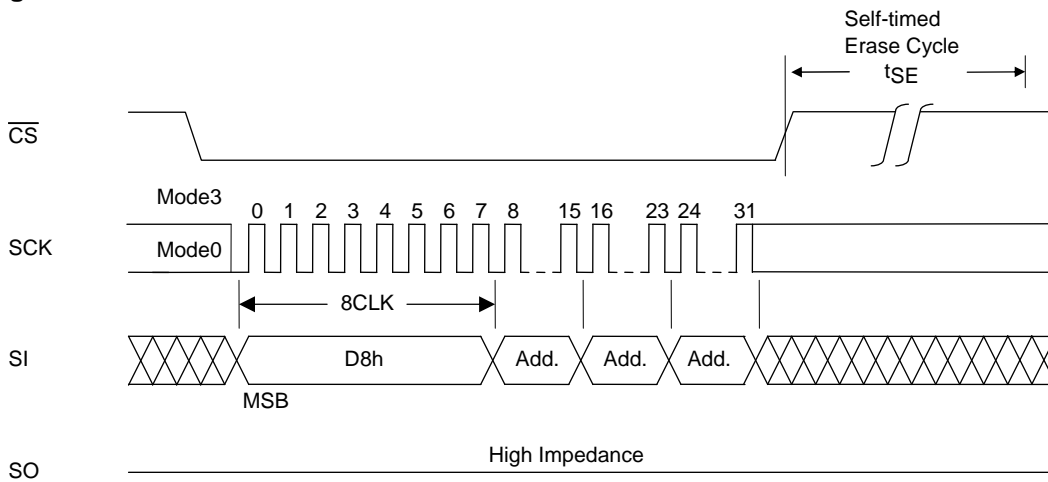 Self-timed
Erase Cycle
tSE
CS
Mode3
0 1 2 3 4 5 6 7 8 15 16 23 24 31
SCK
Mode0
8CLK
SI
D8h
Add.
Add.
Add.
MSB
High Impedance
SO